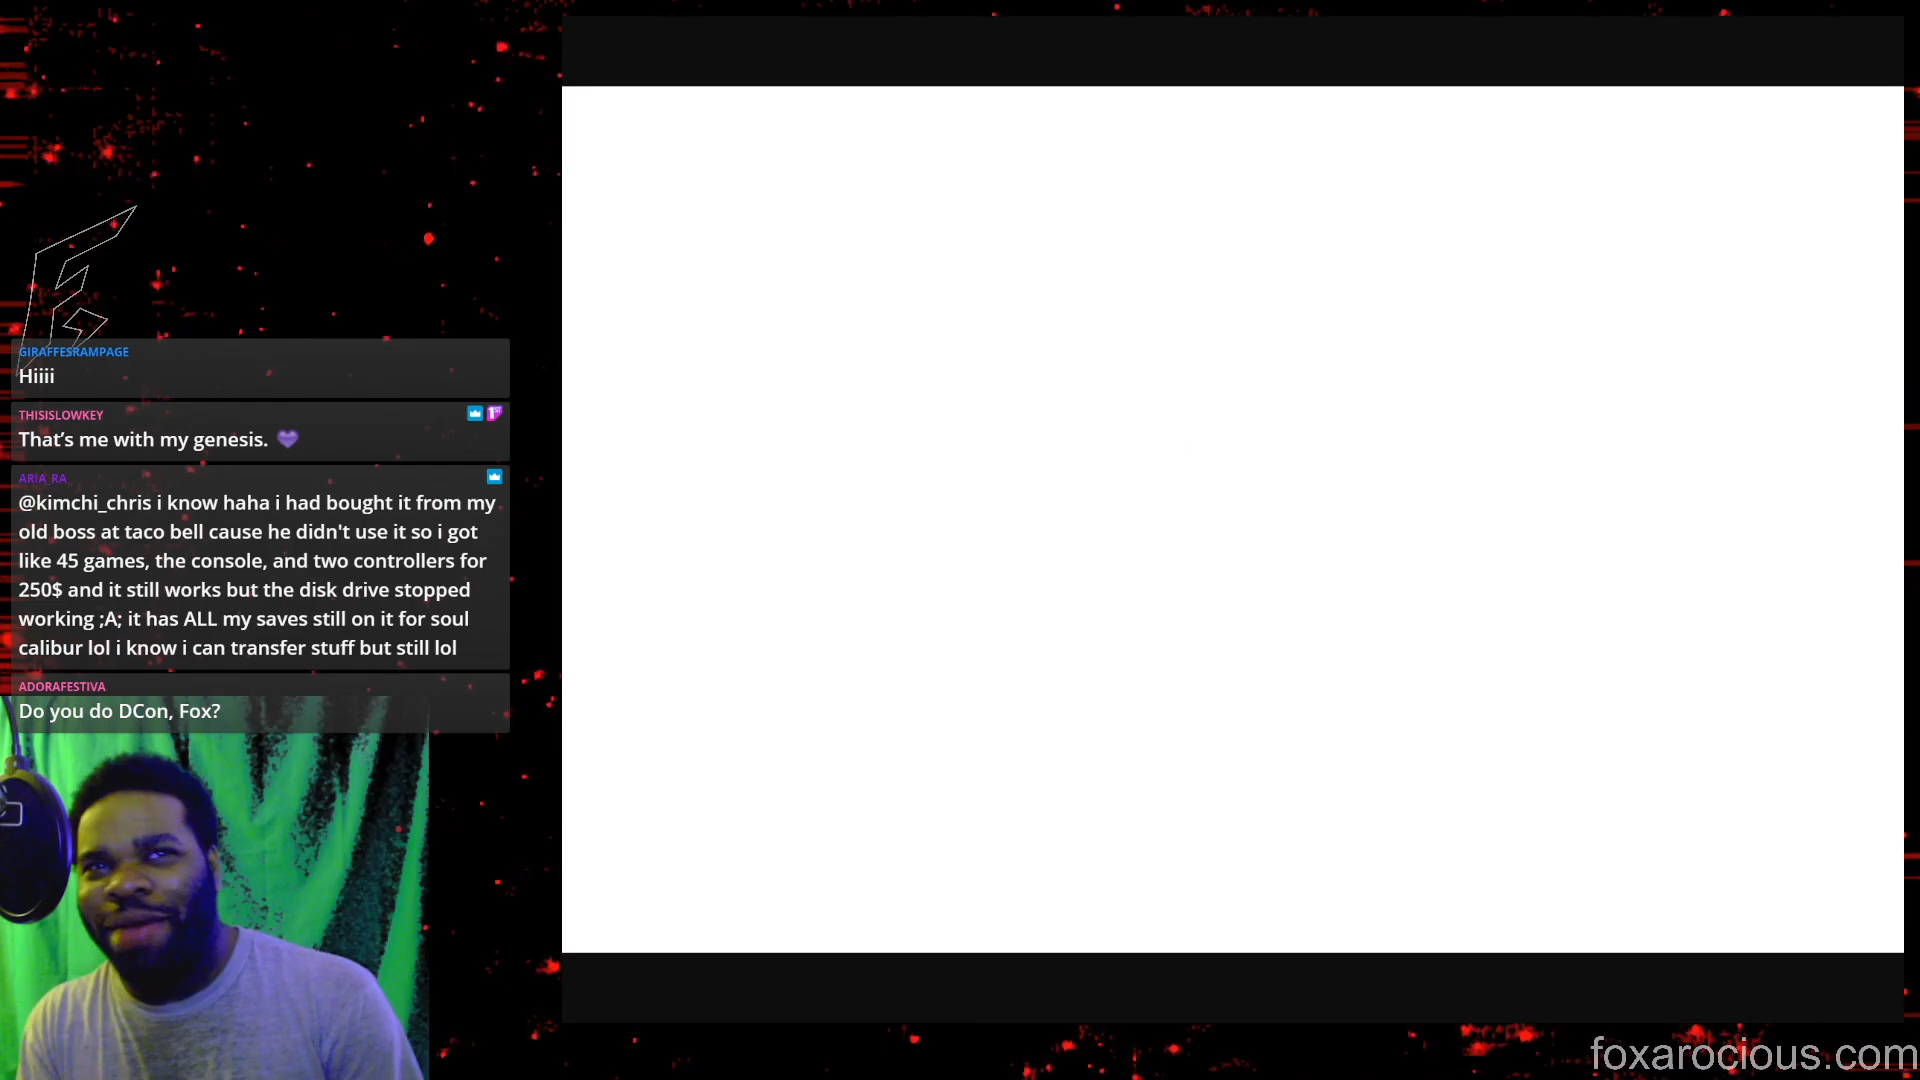 GIRAFFESRAMPAGE
Hiiii
THISISLOWKEY
That’s me with my genesis.
ARIA_RA
@kimchi_chris i know haha i had bought it from my
old boss at taco bell cause he didn't use it so i got
like 45 games, the console, and two controllers for
250$ and it still works but the disk drive stopped
working ;A; it has ALL my saves still on it for soul
calibur lol i know i can transfer stuff but still lol
ADORAFESTIVA
Do you do DCon, Fox?
foxarocious.com